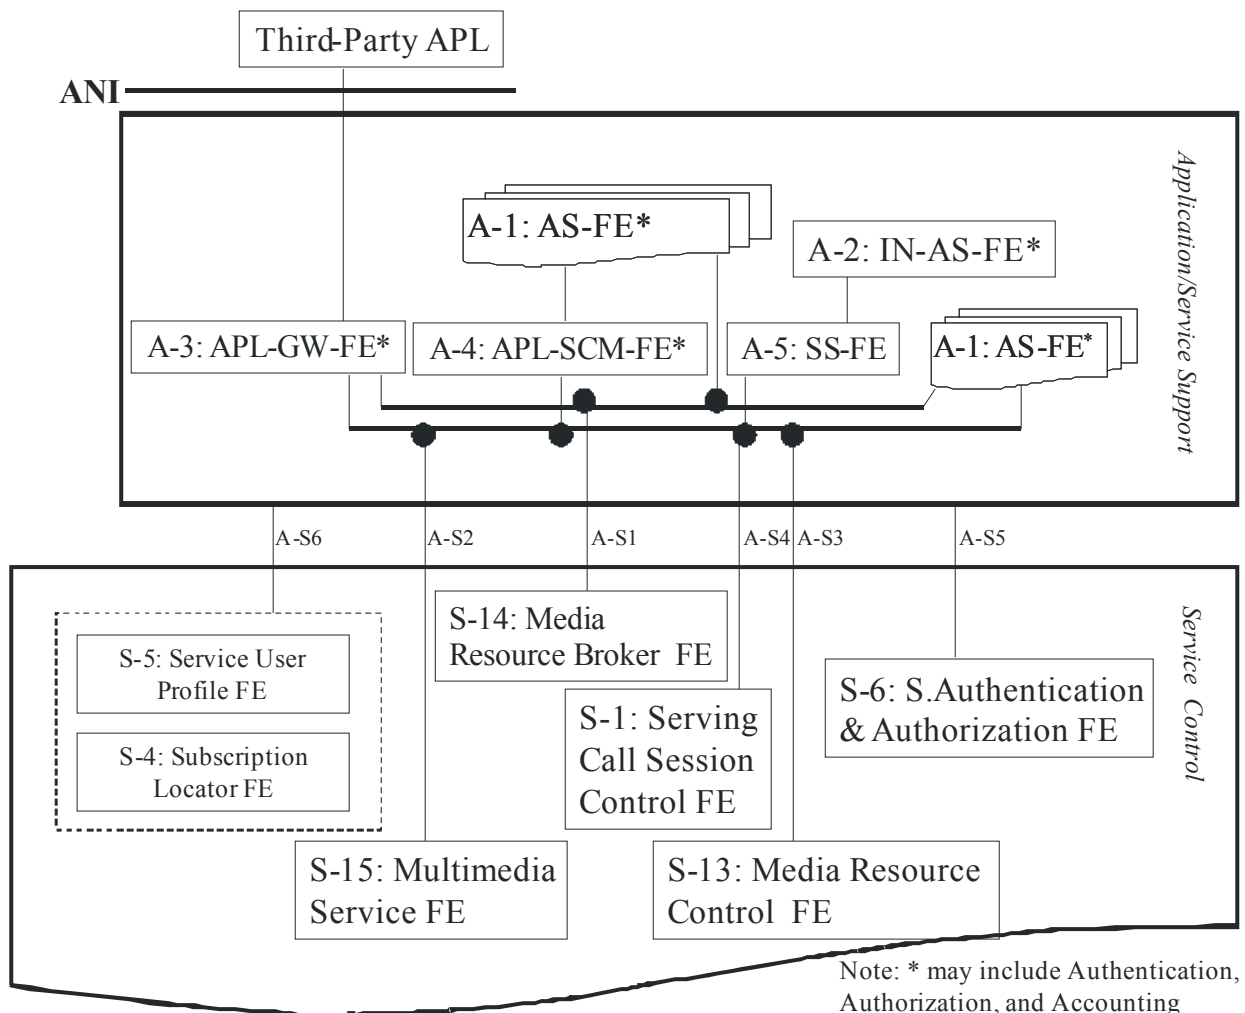 Third-Party APL
ANI
Application/Service Support
A-1: AS-FE*
A-2: IN-AS-FE*
A-3: APL-GW-FE*
A-4: APL-SCM-FE*
A-5: SS-FE
A-1: AS-FE*
A-S6
A-S2
A-S1
A-S4
A-S3
A-S5
Service Control
S-5: Service User
Profile FE
S-4: Subscription
Locator FE
S-14: Media
Resource Broker FE
S-1: Serving
Call Session
Control FE
S-6: S.Authentication
& Authorization FE
S-15: Multimedia
Service FE
S-13: Media Resource
Control FE
Note: * may include Authentication,
Authorization, and Accounting